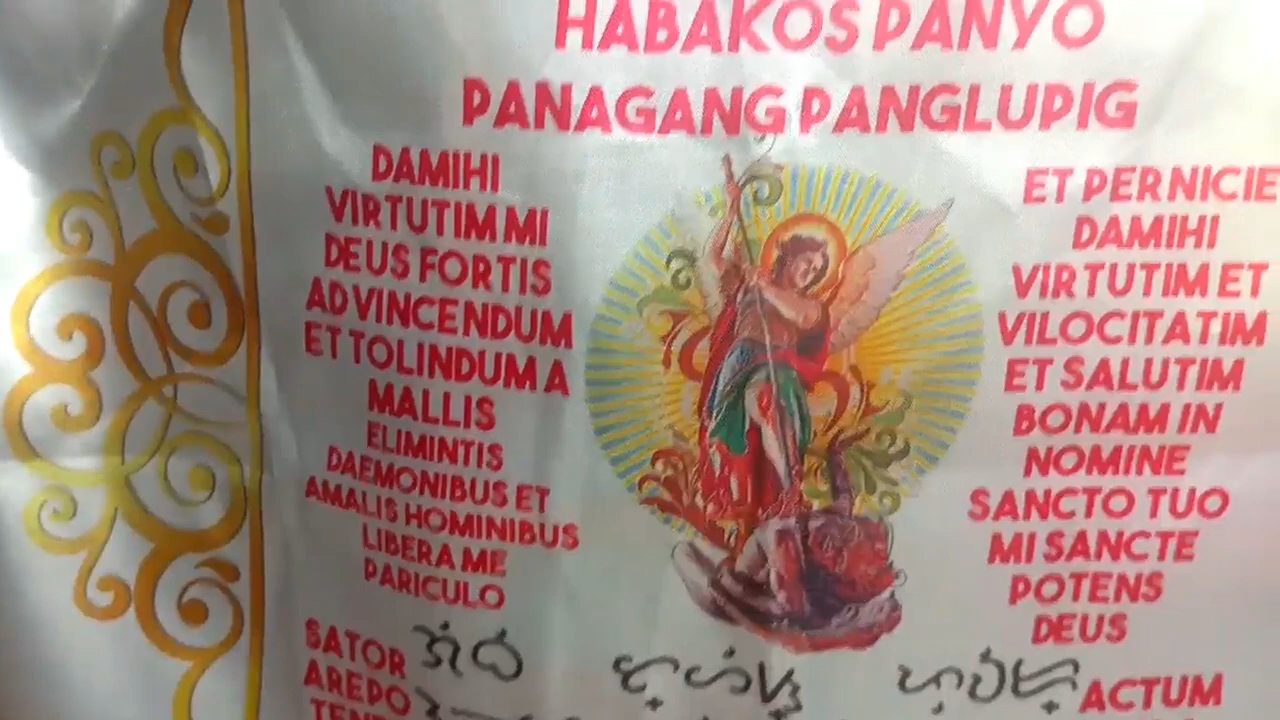 HABAKOS PANYO
PANAGANG PANGLUPIG
DAMIHI
VIRTUTIM MI
DEUS FORTIS
AD VINCENDUM
ET TOLINDUM A
MALLIS
ELIMINTIS
DAEMONIBUS ET
AMALIS HOMINIBUS
LIBERA ME
PARICULO
ET PERNICIE
DAMIHI
VIRTUTIM ET
VILOCITATIM
ET SALUTIM
BONAM IN
NOMINE
SANCTO TUO
MI SANCTE
POTENS
DEUS
SATOR
AREPO
ACTUM